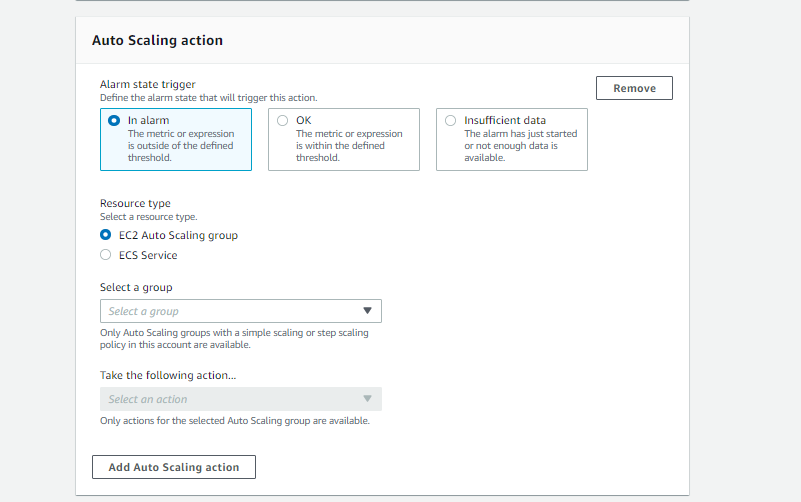 Auto Scaling action
Alarm state trigger
Define the alarm state that will trigger this action.
Remove
In alarm
The metric or expression
is outside of the defined
threshold.
OK
The metric or expression
is within the defined
threshold.
Insufficient data
The alarm has just started
or not enough data is
available.
Resource type
Select a resource type.
EC2 Auto Scaling group
ECS Service
Select a group
Select a group
Only Auto Scaling groups with a simple scaling or step scaling
policy in this account are available.
Take the following action...
Select an action
Only actions for the selected Auto Scaling group are available.
Add Auto Scaling action